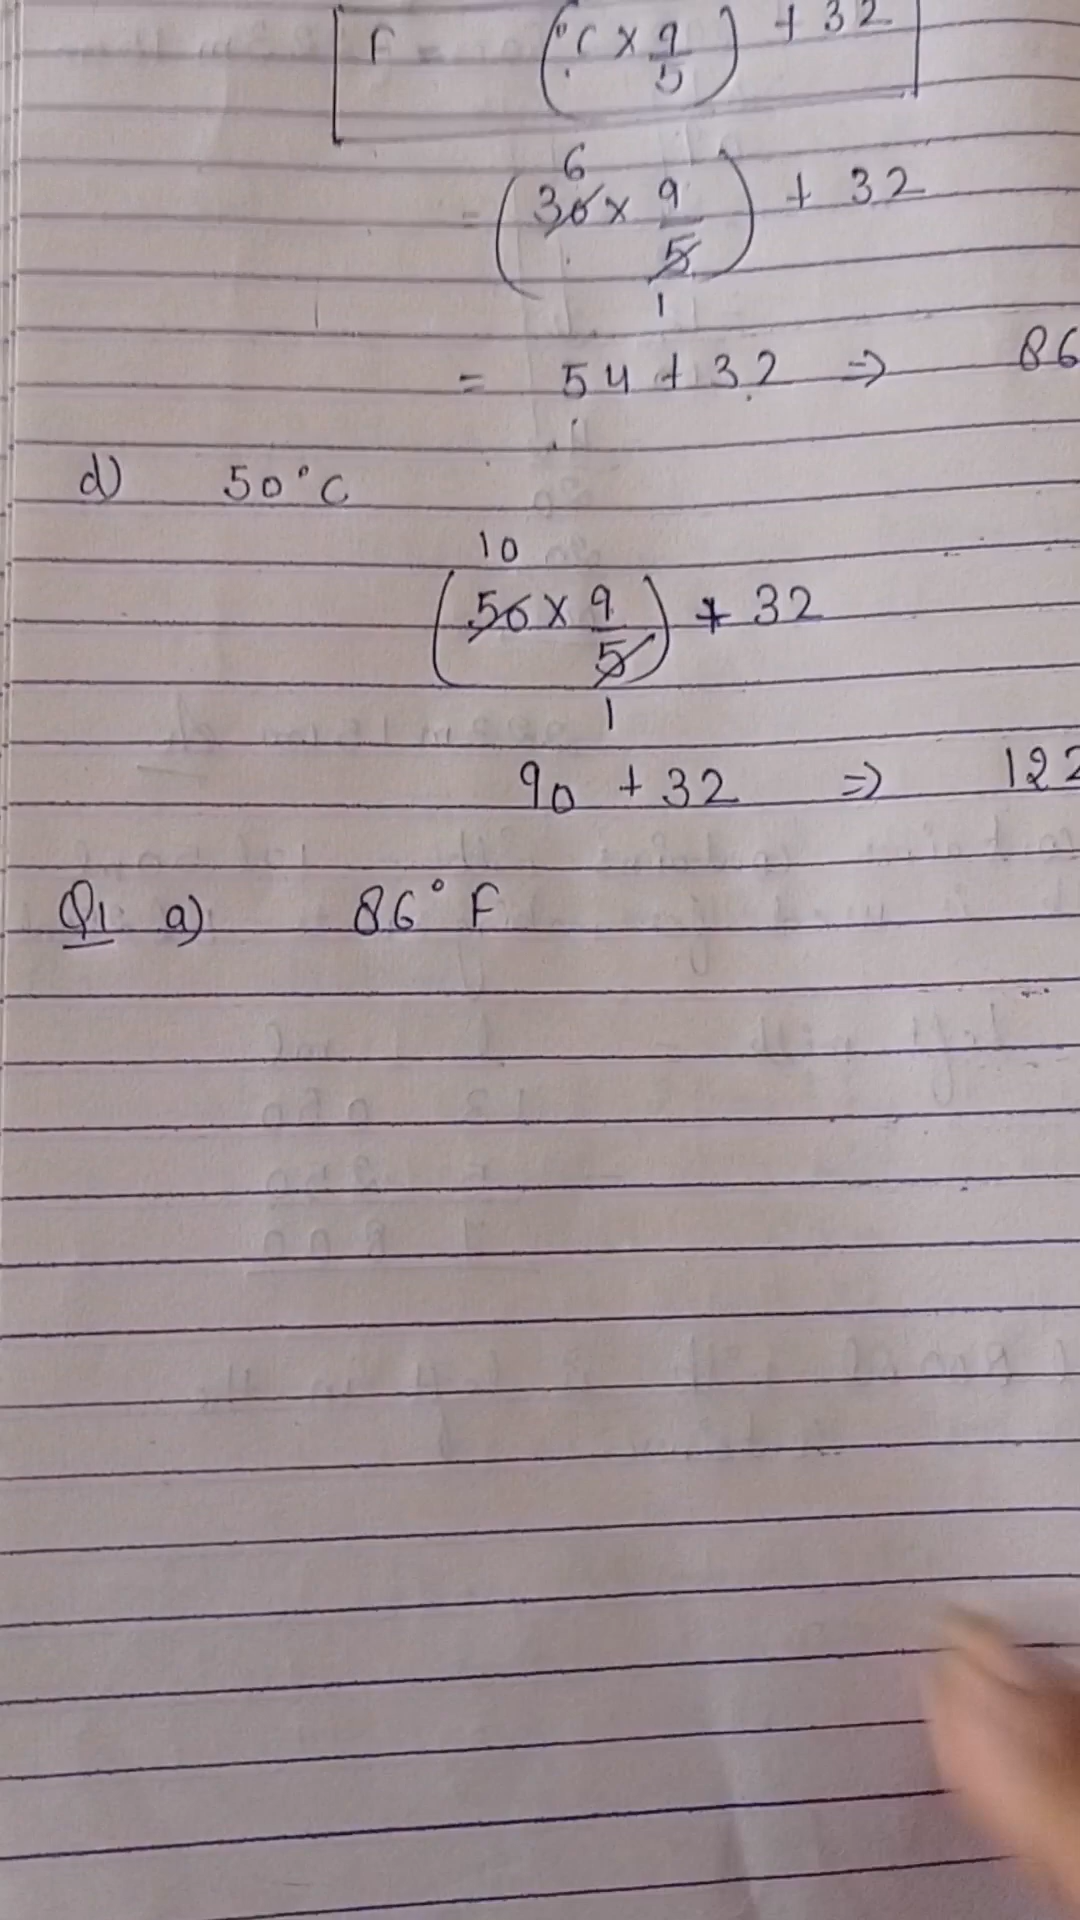 F = (°C × 9/5) + 32
6
= (30 × 9/5) + 32
1
= 54 + 32 ⇒ 86
d) 50°C
10
(50 × 9/5) + 32
1
90 + 32 ⇒ 122
Q1 a) 86° F